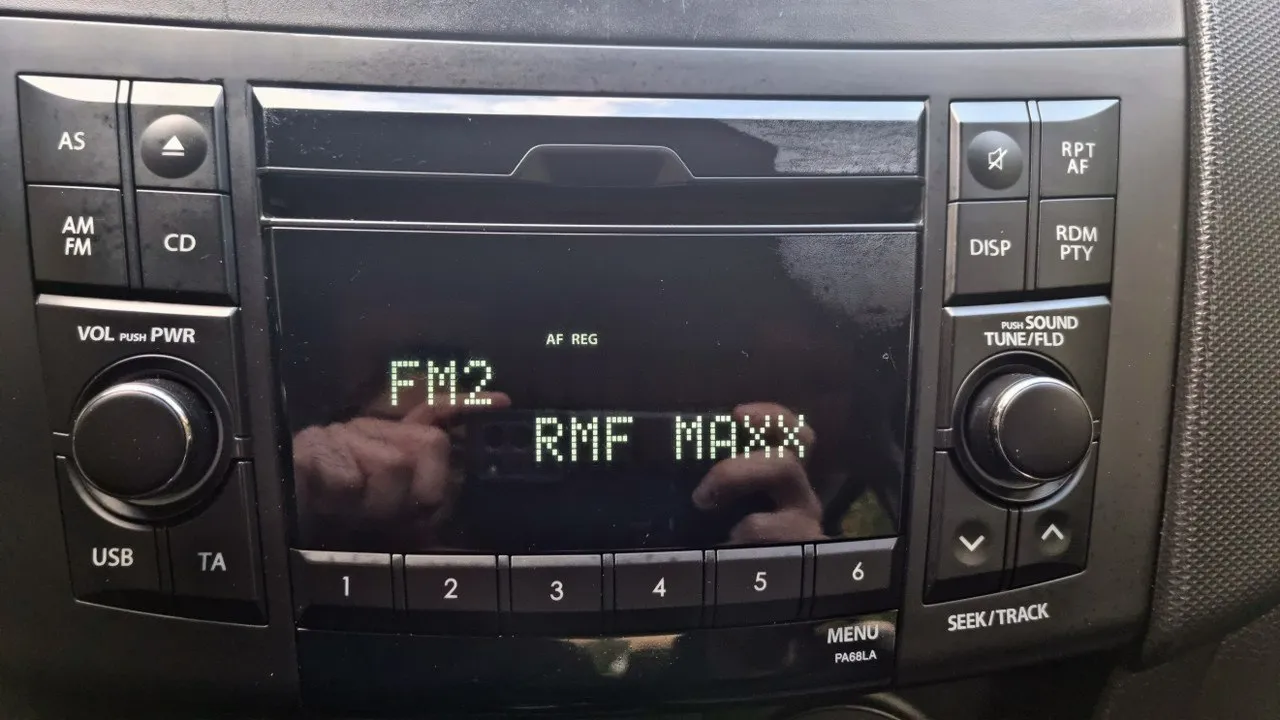 AS
AM
FM
CD
VOL PUSH PWR
USB
TA
AF REG
FM2
RMF MAXX
1 2 3 4 5 6
MENU
PA68LA
RPT
AF
DISP
RDM
PTY
PUSH SOUND
TUNE/FLD
SEEK/TRACK